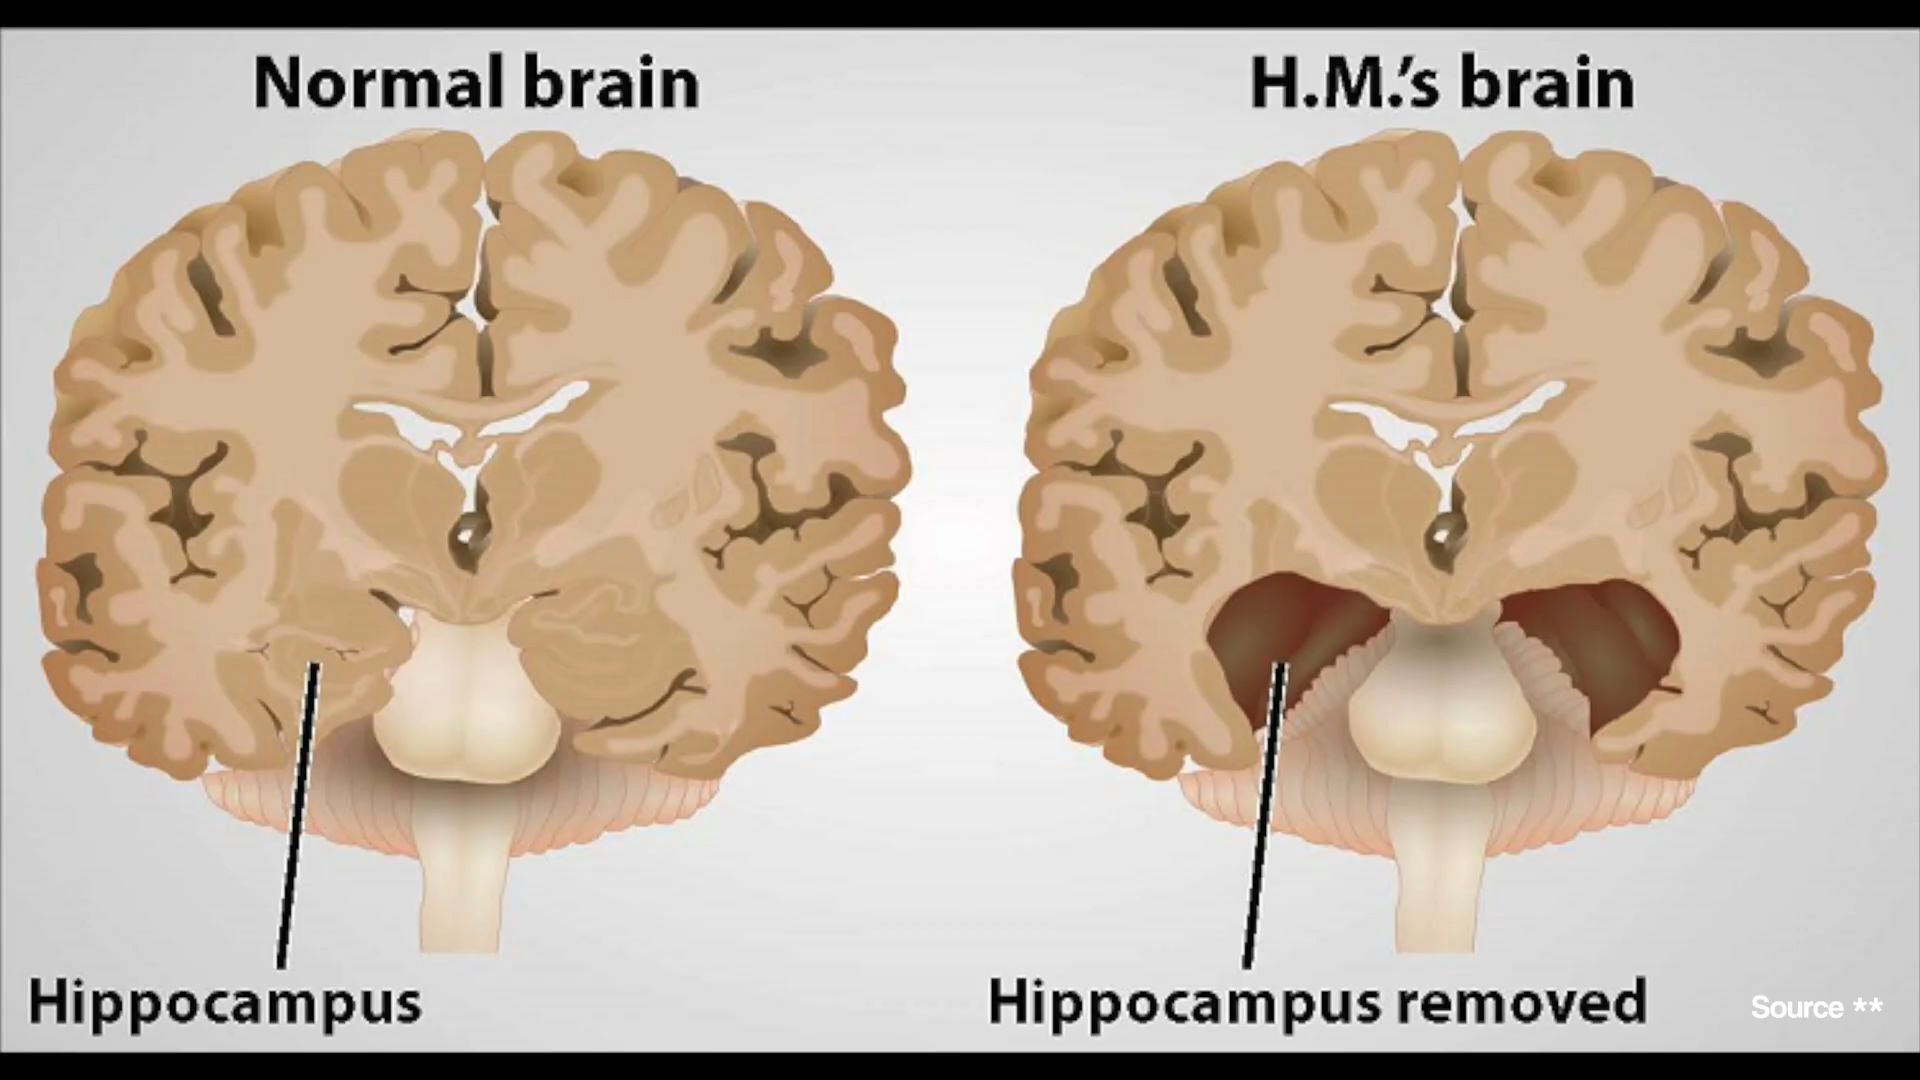 Normal brain
H.M.'s brain
Hippocampus
Hippocampus removed
Source **